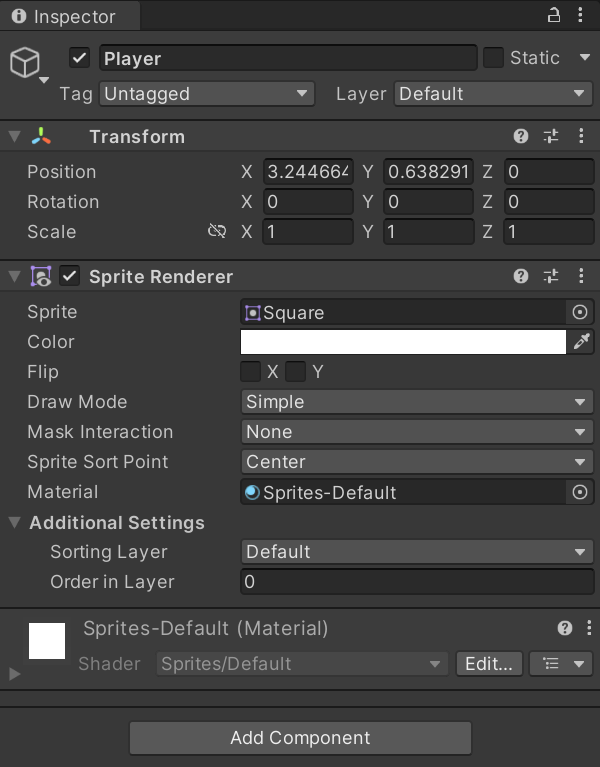 Inspector
Player
Static
Tag Untagged Layer Default
Transform
Position X 3.244664 Y 0.638291 Z 0
Rotation X 0 Y 0 Z 0
Scale X 1 Y 1 Z 1
Sprite Renderer
Sprite Square
Color
Flip X Y
Draw Mode Simple
Mask Interaction None
Sprite Sort Point Center
Material Sprites-Default
Additional Settings
Sorting Layer Default
Order in Layer 0
Sprites-Default (Material)
Shader Sprites/Default Edit...
Add Component